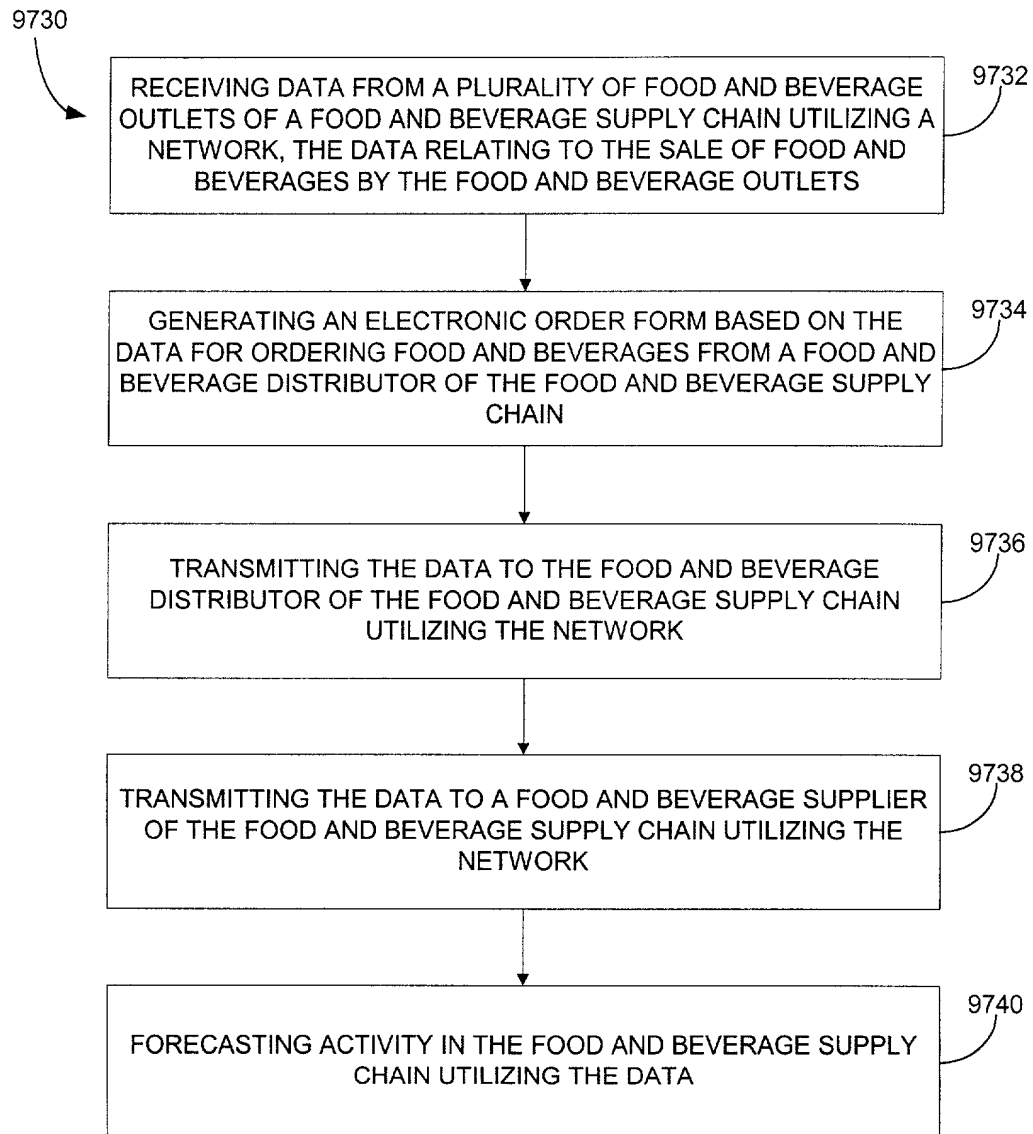 9730
9732
RECEIVING DATA FROM A PLURALITY OF FOOD AND BEVERAGE
OUTLETS OF A FOOD AND BEVERAGE SUPPLY CHAIN UTILIZING A
NETWORK, THE DATA RELATING TO THE SALE OF FOOD AND
BEVERAGES BY THE FOOD AND BEVERAGE OUTLETS
9734
GENERATING AN ELECTRONIC ORDER FORM BASED ON THE
DATA FOR ORDERING FOOD AND BEVERAGES FROM A FOOD AND
BEVERAGE DISTRIBUTOR OF THE FOOD AND BEVERAGE SUPPLY
CHAIN
9736
TRANSMITTING THE DATA TO THE FOOD AND BEVERAGE
DISTRIBUTOR OF THE FOOD AND BEVERAGE SUPPLY CHAIN
UTILIZING THE NETWORK
9738
TRANSMITTING THE DATA TO A FOOD AND BEVERAGE SUPPLIER
OF THE FOOD AND BEVERAGE SUPPLY CHAIN UTILIZING THE
NETWORK
9740
FORECASTING ACTIVITY IN THE FOOD AND BEVERAGE SUPPLY
CHAIN UTILIZING THE DATA